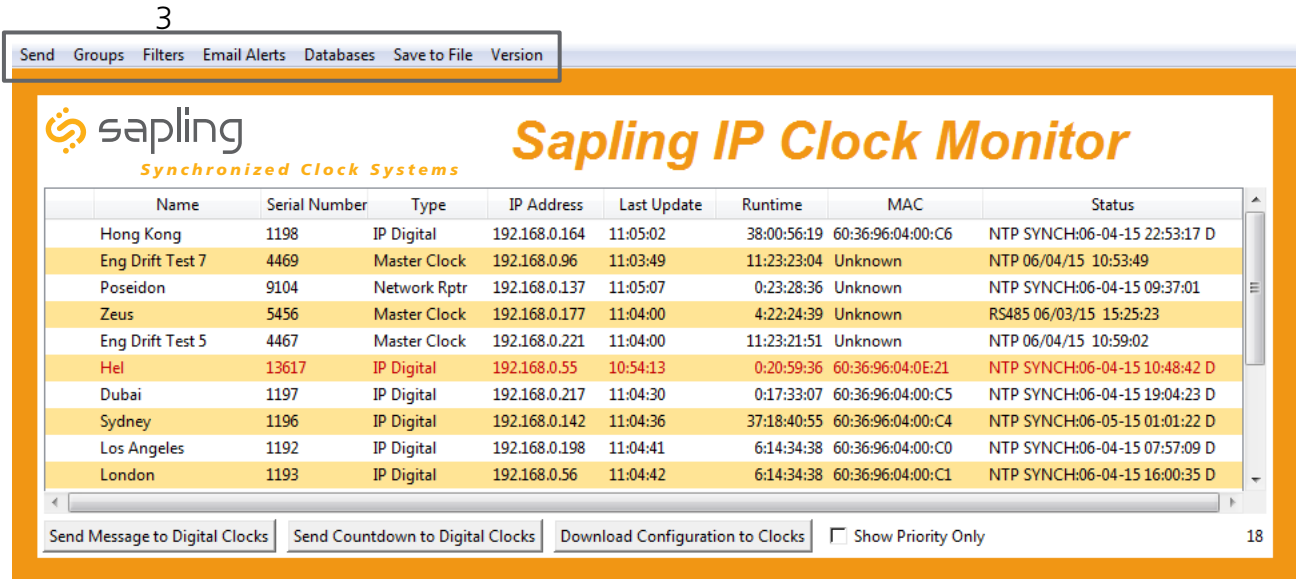 3
Send Groups Filters Email Alerts Databases Save to File Version
sapling Sapling IP Clock Monitor
Synchronized Clock Systems
Name Serial Number Type IP Address Last Update Runtime MAC Status
Hong Kong 1198 IP Digital 192.168.0.164 11:05:02 38:00:56:19 60:36:96:04:00:C6 NTP SYNCH:06-04-15 22:53:17 D
Eng Drift Test 7 4469 Master Clock 192.168.0.96 11:03:49 11:23:23:04 Unknown NTP 06/04/15 10:53:49
Poseidon 9104 Network Rptr 192.168.0.137 11:05:07 0:23:28:36 Unknown NTP SYNCH:06-04-15 09:37:01
Zeus 5456 Master Clock 192.168.0.177 11:04:00 4:22:24:39 Unknown RS485 06/03/15 15:25:23
Eng Drift Test 5 4467 Master Clock 192.168.0.221 11:04:00 11:23:21:51 Unknown NTP 06/04/15 10:59:02
Hel 13617 IP Digital 192.168.0.55 10:54:13 0:20:59:36 60:36:96:04:0E:21 NTP SYNCH:06-04-15 10:48:42 D
Dubai 1197 IP Digital 192.168.0.217 11:04:30 0:17:33:07 60:36:96:04:00:C5 NTP SYNCH:06-04-15 19:04:23 D
Sydney 1196 IP Digital 192.168.0.142 11:04:36 37:18:40:55 60:36:96:04:00:C4 NTP SYNCH:06-05-15 01:01:22 D
Los Angeles 1192 IP Digital 192.168.0.198 11:04:41 6:14:34:38 60:36:96:04:00:C0 NTP SYNCH:06-04-15 07:57:09 D
London 1193 IP Digital 192.168.0.56 11:04:42 6:14:34:38 60:36:96:04:00:C1 NTP SYNCH:06-04-15 16:00:35 D
Send Message to Digital Clocks Send Countdown to Digital Clocks Download Configuration to Clocks Show Priority Only 18